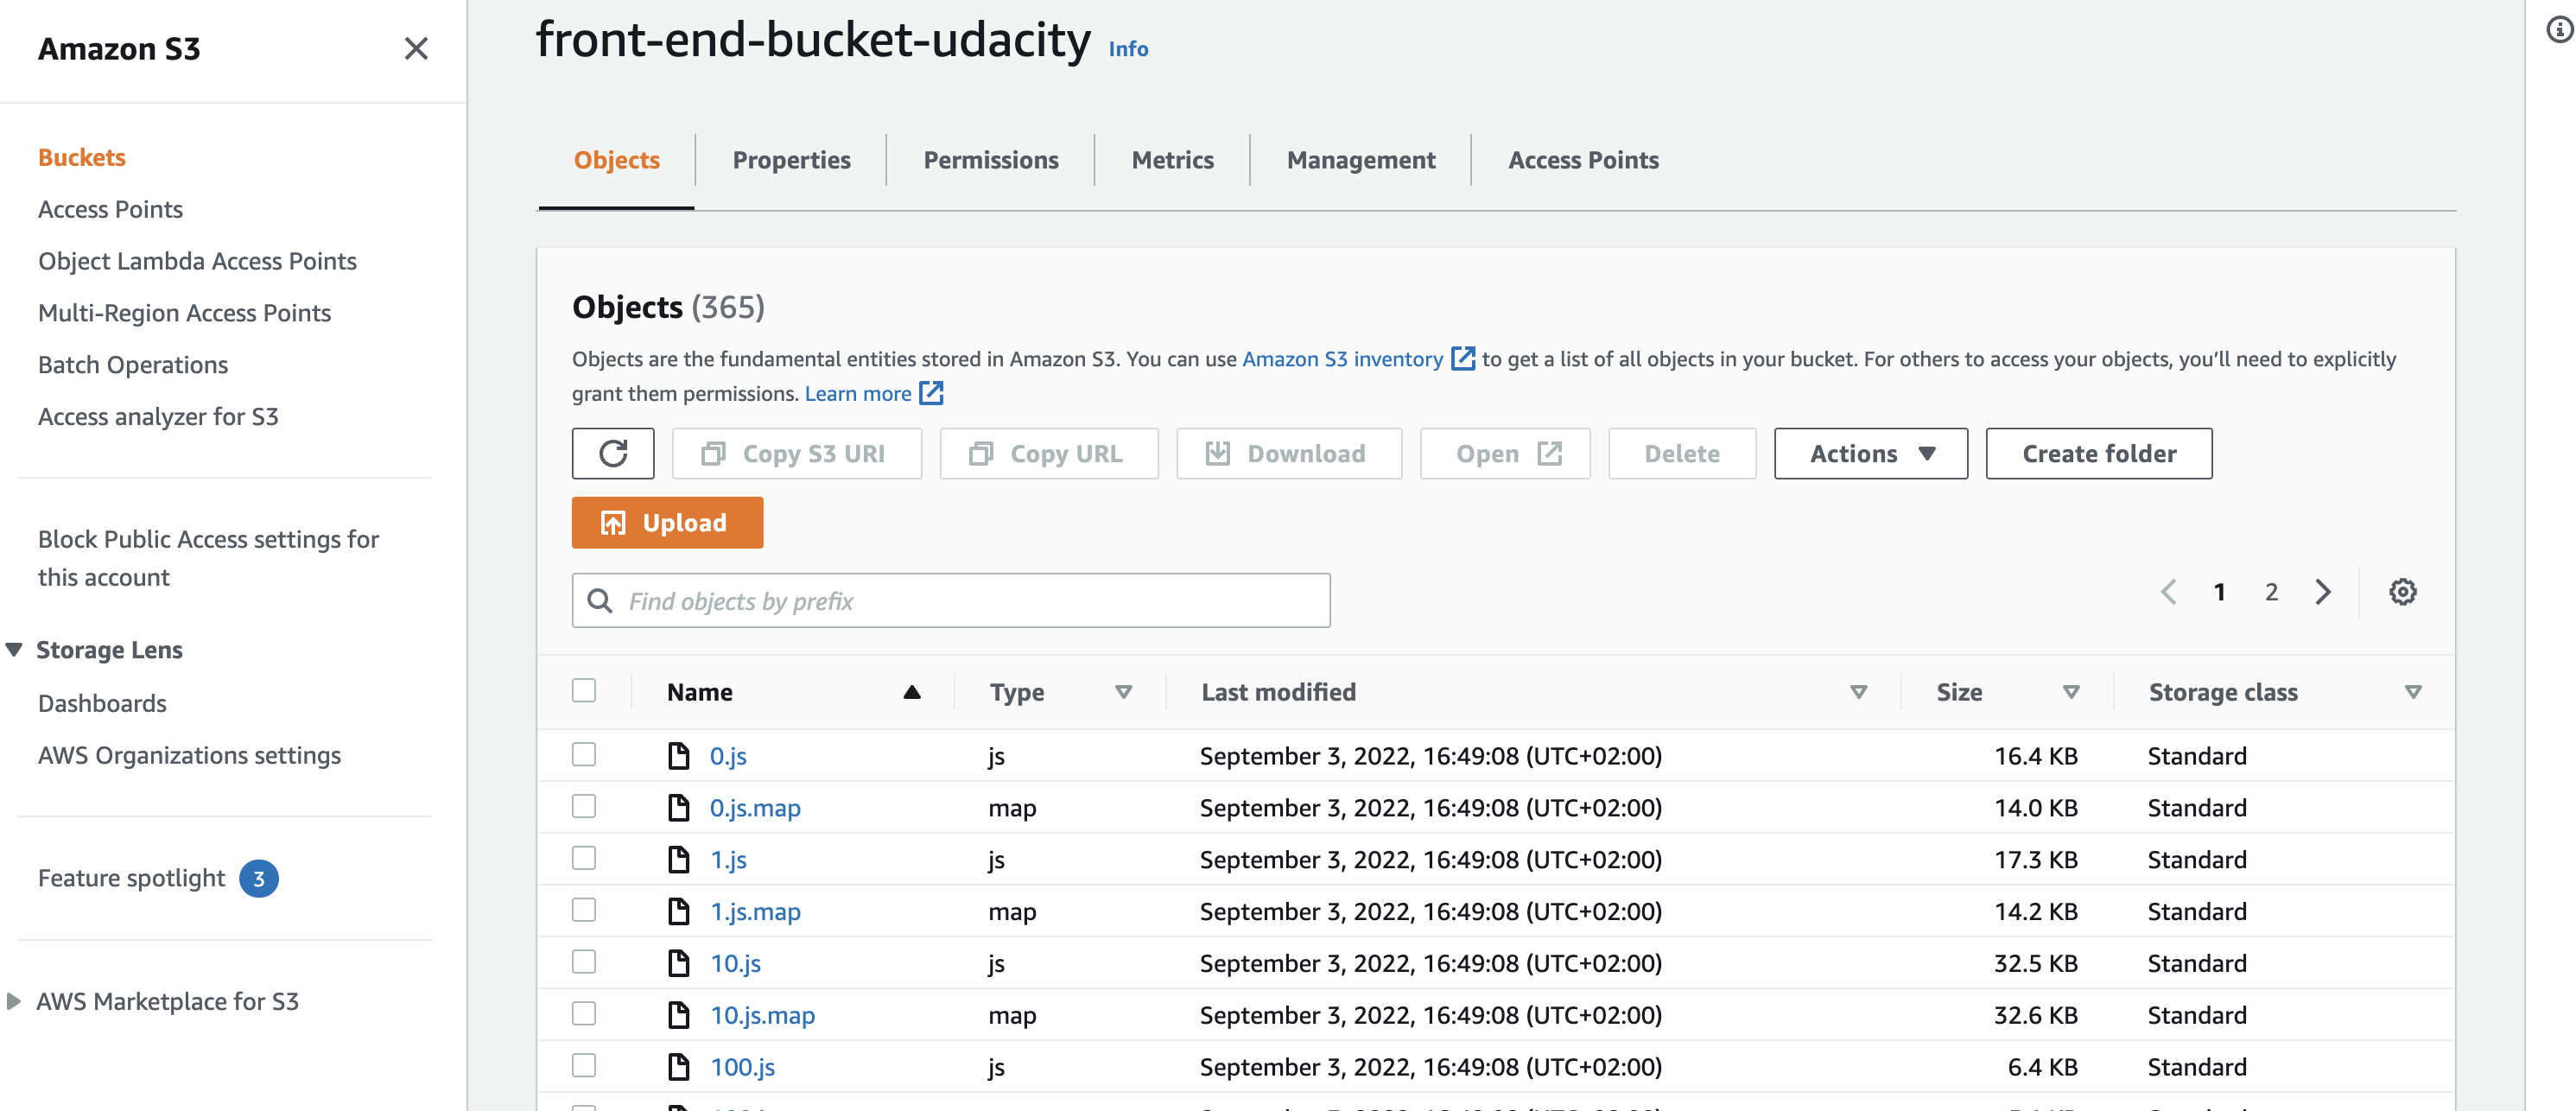 Amazon S3
Buckets
Access Points
Object Lambda Access Points
Multi-Region Access Points
Batch Operations
Access analyzer for S3
Block Public Access settings for
this account
Storage Lens
Dashboards
AWS Organizations settings
Feature spotlight 3
AWS Marketplace for S3
front-end-bucket-udacity Info
Objects Properties Permissions Metrics Management Access Points
Objects (365)
Objects are the fundamental entities stored in Amazon S3. You can use Amazon S3 inventory to get a list of all objects in your bucket. For others to access your objects, you’ll need to explicitly
grant them permissions. Learn more
Copy S3 URI Copy URL Download Open Delete Actions Create folder
Upload
Find objects by prefix 1 2
Name Type Last modified Size Storage class
0.js js September 3, 2022, 16:49:08 (UTC+02:00) 16.4 KB Standard
0.js.map map September 3, 2022, 16:49:08 (UTC+02:00) 14.0 KB Standard
1.js js September 3, 2022, 16:49:08 (UTC+02:00) 17.3 KB Standard
1.js.map map September 3, 2022, 16:49:08 (UTC+02:00) 14.2 KB Standard
10.js js September 3, 2022, 16:49:08 (UTC+02:00) 32.5 KB Standard
10.js.map map September 3, 2022, 16:49:08 (UTC+02:00) 32.6 KB Standard
100.js js September 3, 2022, 16:49:08 (UTC+02:00) 6.4 KB Standard